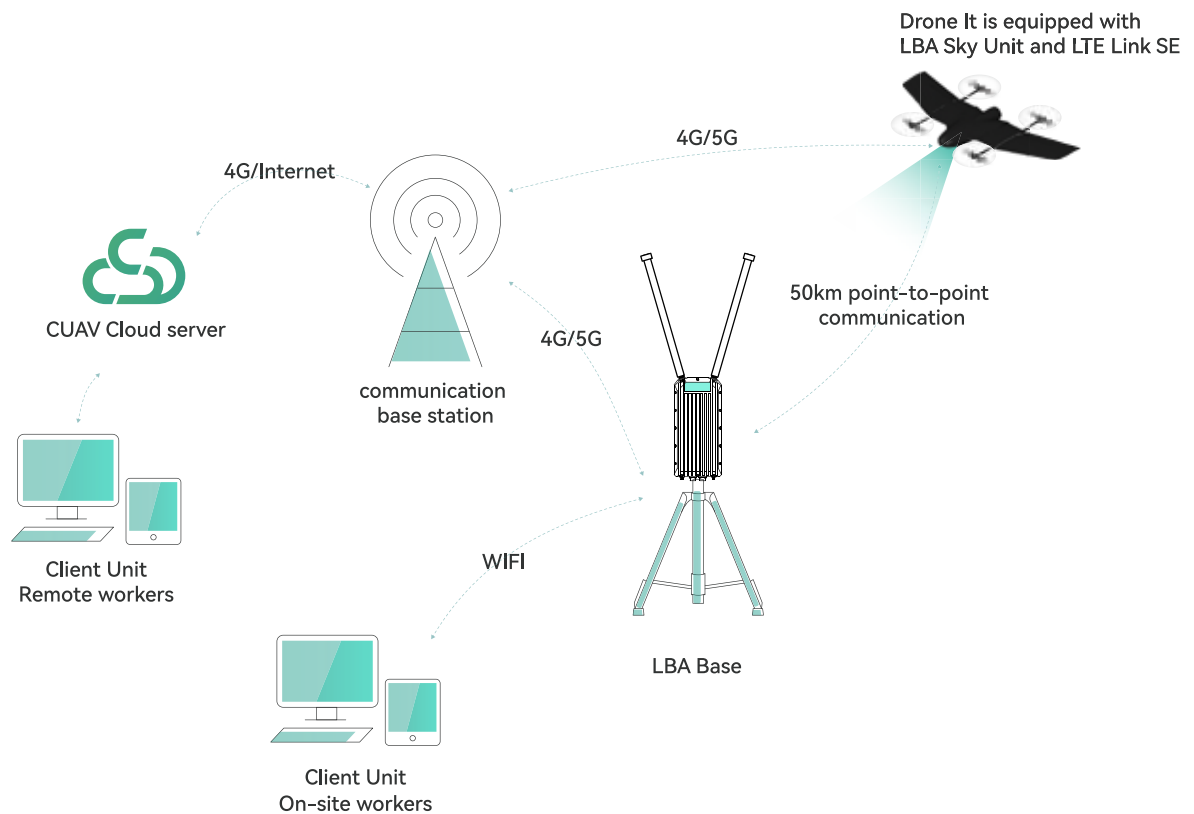 Drone It is equipped with
LBA Sky Unit and LTE Link SE
4G/5G
4G/Internet
50km point-to-point
communication
CUAV Cloud server
4G/5G
communication
base station
WIFI
Client Unit
Remote workers
LBA Base
Client Unit
On-site workers